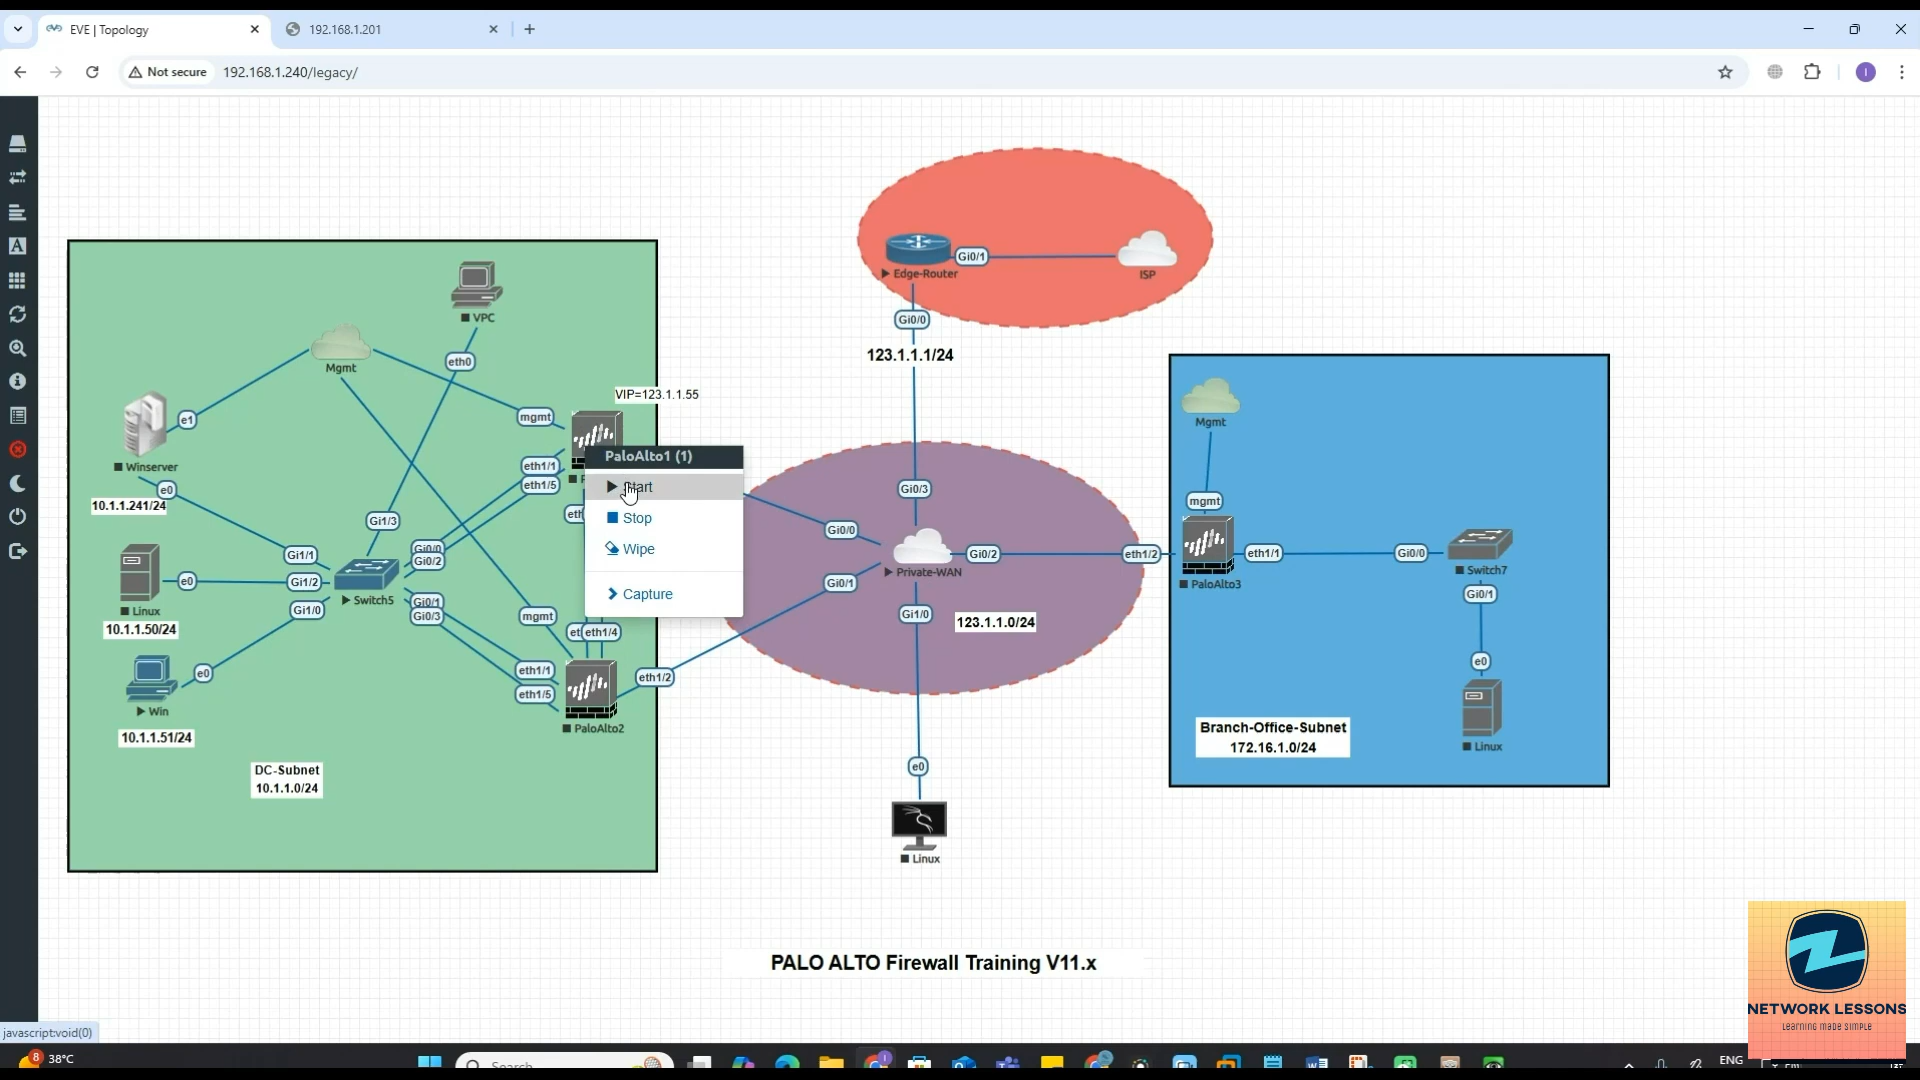 EVE | Topology
192.168.1.201
Not secure
192.168.1.240/legacy/
I
Edge-Router
Gi0/1
ISP
Gi0/0
123.1.1.1/24
VPC
Mgmt
eth0
VIP=123.1.1.55
mgmt
e1
Winserver
e0
10.1.1.241/24
eth1/1
eth1/5
PaloAlto1 (1)
Start
Stop
Wipe
Capture
Gi1/3
Gi0/0
Gi0/2
Gi1/1
Gi1/2
Gi1/0
e0
Linux
10.1.1.50/24
Switch5
Gi0/1
Gi0/3
mgmt
eth1/4
eth1/1
eth1/5
eth1/2
PaloAlto2
e0
Win
10.1.1.51/24
DC-Subnet
10.1.1.0/24
Gi0/3
Gi0/0
Gi0/2
Private-WAN
Gi0/1
Gi1/0
123.1.1.0/24
eth1/2
e0
Linux
Mgmt
mgmt
PaloAlto3
eth1/1
Gi0/0
Switch7
Gi0/1
e0
Linux
Branch-Office-Subnet
172.16.1.0/24
PALO ALTO Firewall Training V11.x
NETWORK LESSONS
Learning made simple
javascript:void(0)
8
38°C
Search
ENG